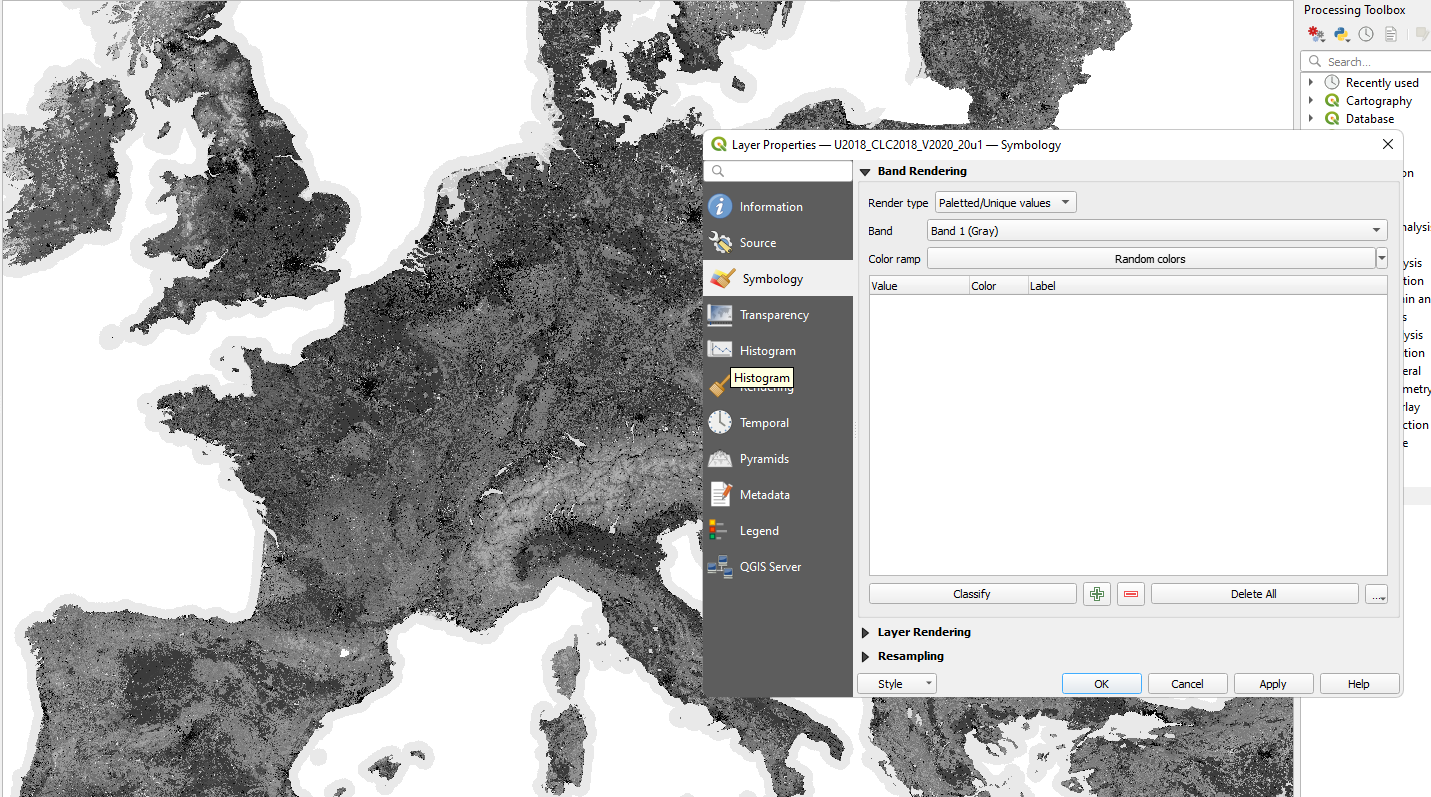 Processing Toolbox
Search...
Recently used
Cartography
Database
Layer Properties — U2018_CLC2018_V2020_20u1 — Symbology
Information
Source
Symbology
Transparency
Histogram
Histogram
Rendering
Temporal
Pyramids
Metadata
Legend
QGIS Server
Band Rendering
Render type Paletted/Unique values
Band Band 1 (Gray)
Color ramp Random colors
Value Color Label
Classify Delete All ...
Layer Rendering
Resampling
Style OK Cancel Apply Help
on
nalysis
ysis
tion
in an
s
ysis
tion
eral
metry
rlay
ction
e